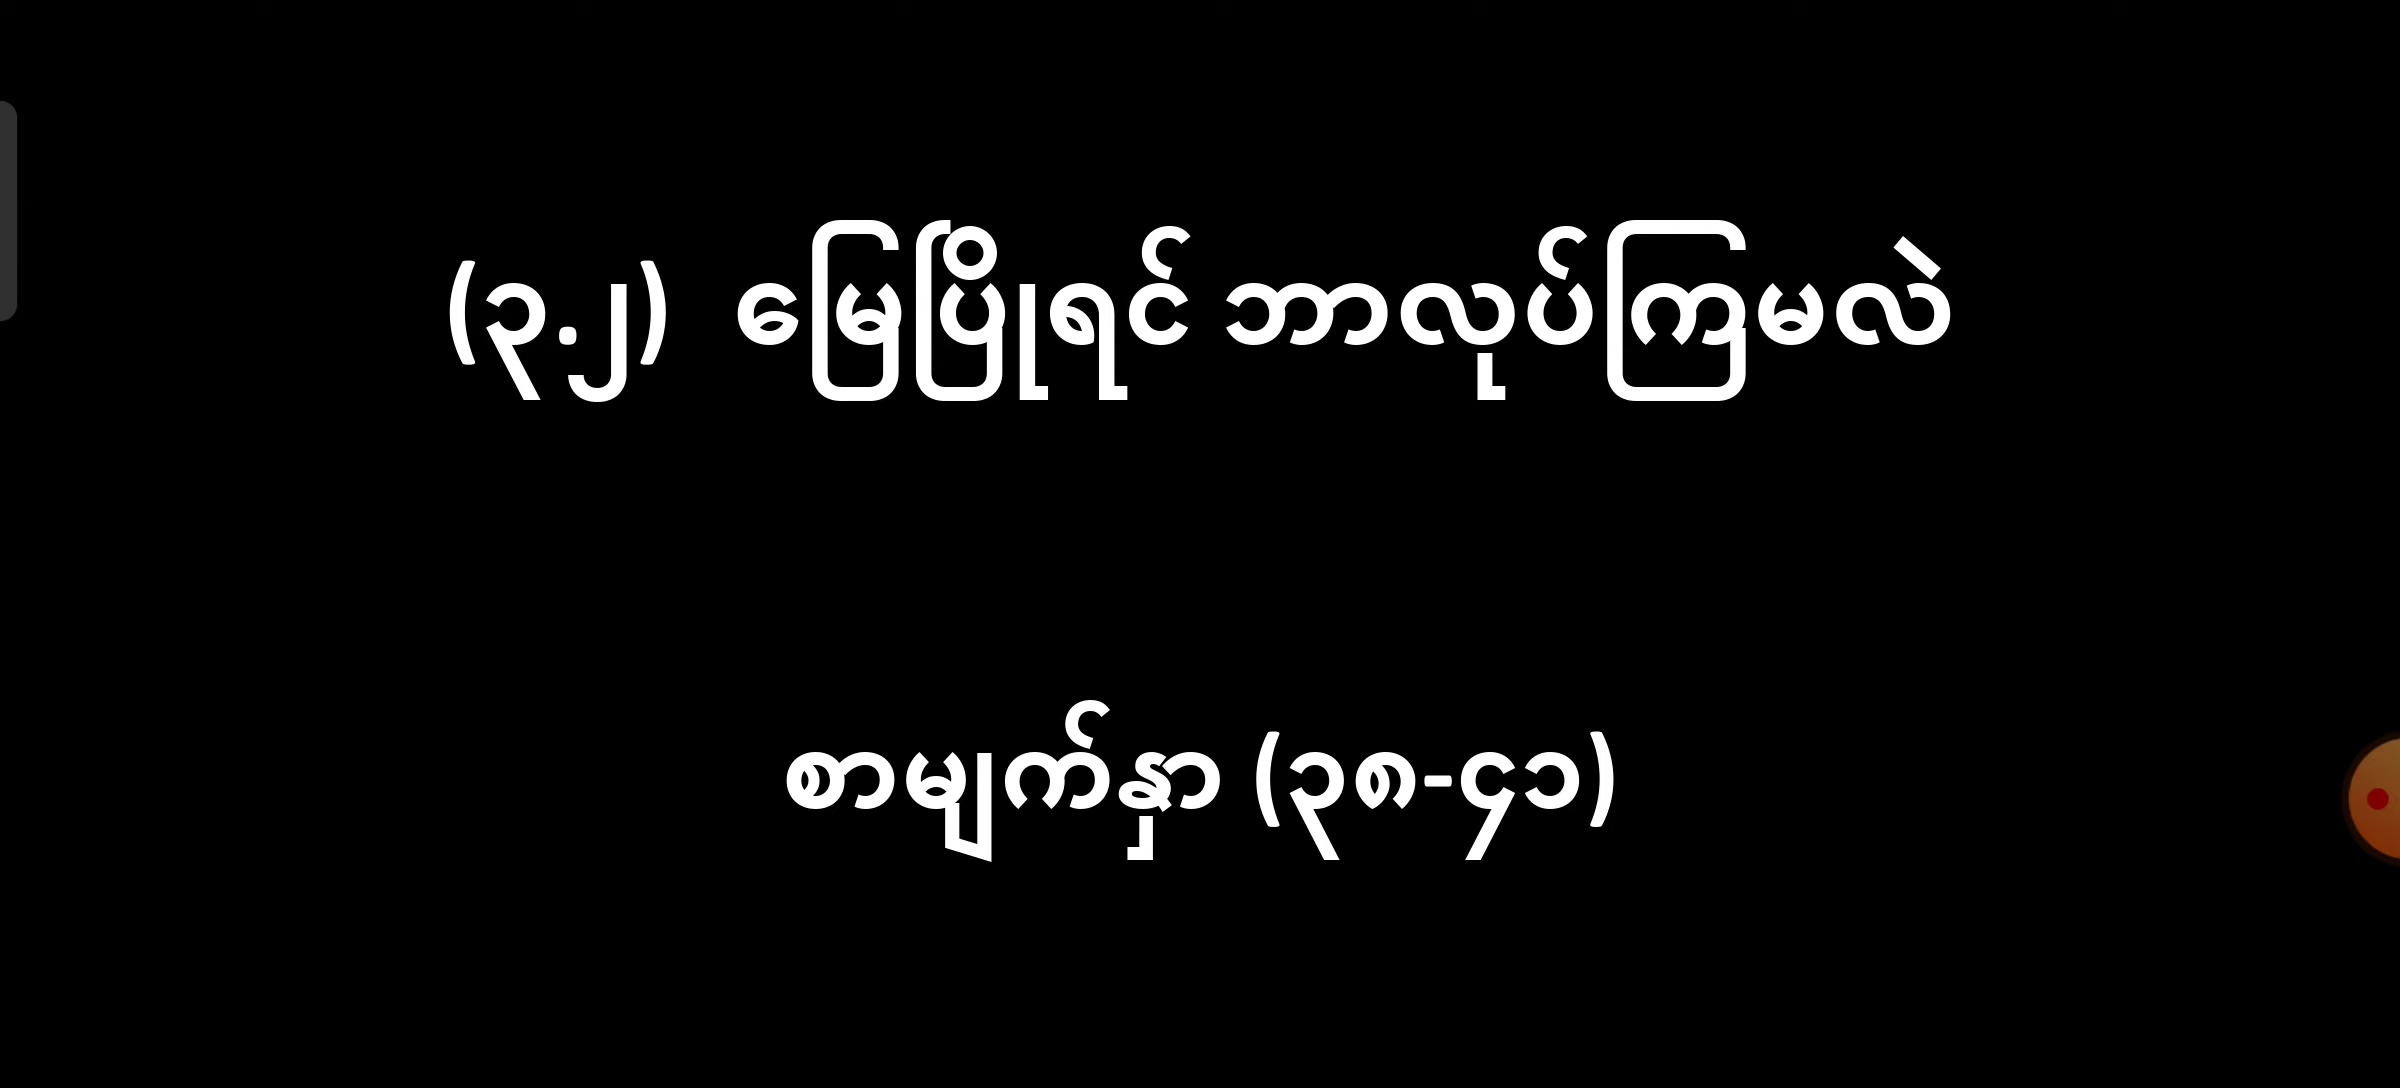 (၃.၂) မြေပြိုရင် ဘာလုပ်ကြမလဲ
စာမျက်နှာ (၃၈-၄၁)